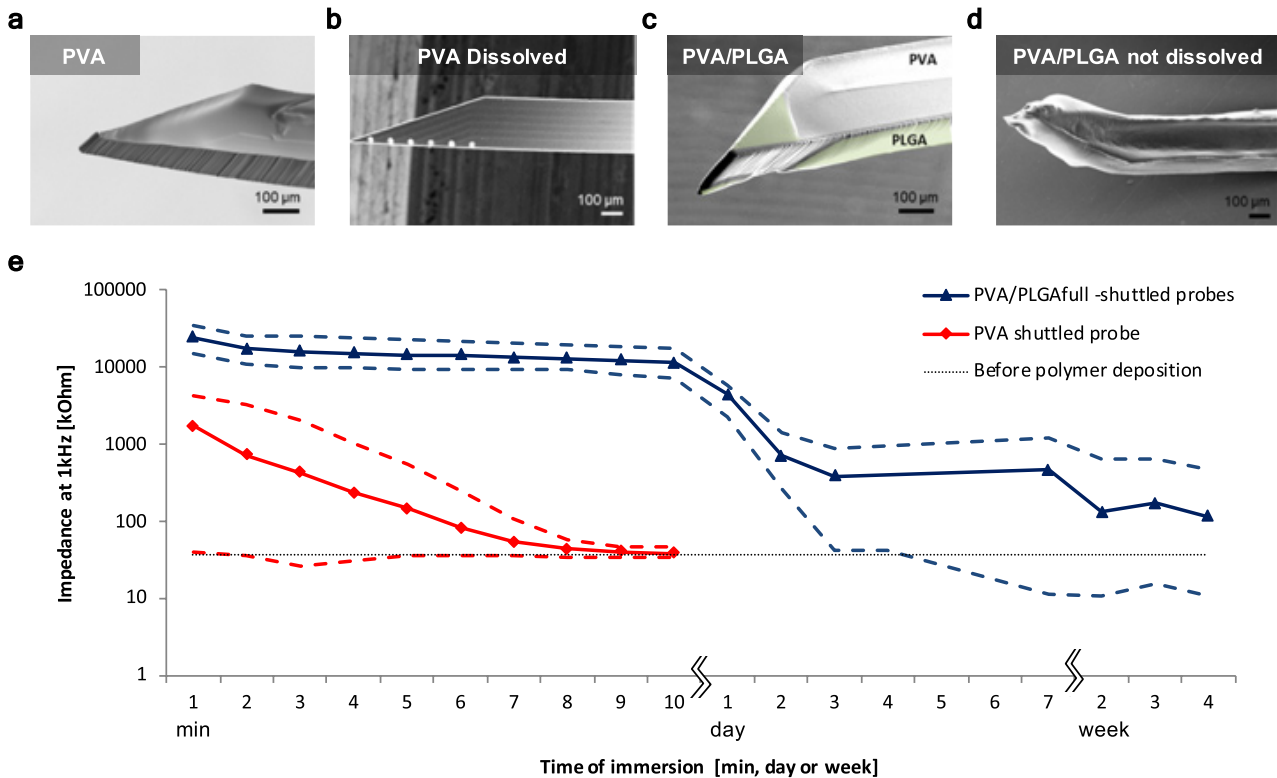 a
PVA
100 µm
b
PVA Dissolved
100 µm
c
PVA/PLGA
PVA
PLGA
100 µm
d
PVA/PLGA not dissolved
100 µm
e
100000
10000
1000
100
10
1
Impedance at 1kHz [kOhm]
PVA/PLGAfull -shuttled probes
PVA shuttled probe
Before polymer deposition
1 2 3 4 5 6 7 8 9 10 1 2 3 4 5 7 2 3 4
min day week
Time of immersion [min, day or week]